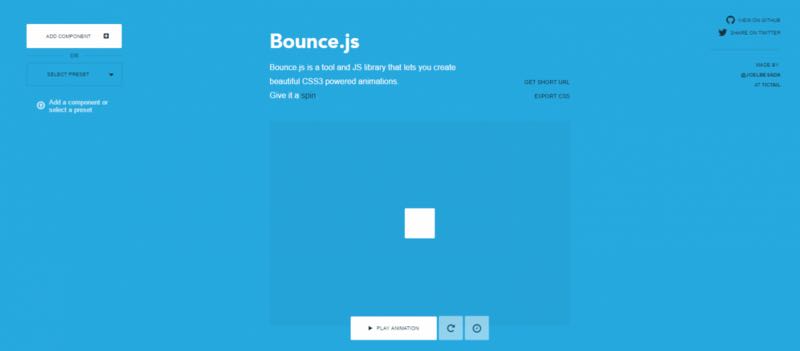 ADD COMPONENT
OR
SELECT PRESET
Add a component or
select a preset
Bounce.js
Bounce.js is a tool and JS library that lets you create
beautiful CSS3 powered animations.
Give it a spin
GET SHORT URL
EXPORT CSS
VIEW ON GITHUB
SHARE ON TWITTER
MADE BY
@JOELBESADA
AT TICTAIL
PLAY ANIMATION